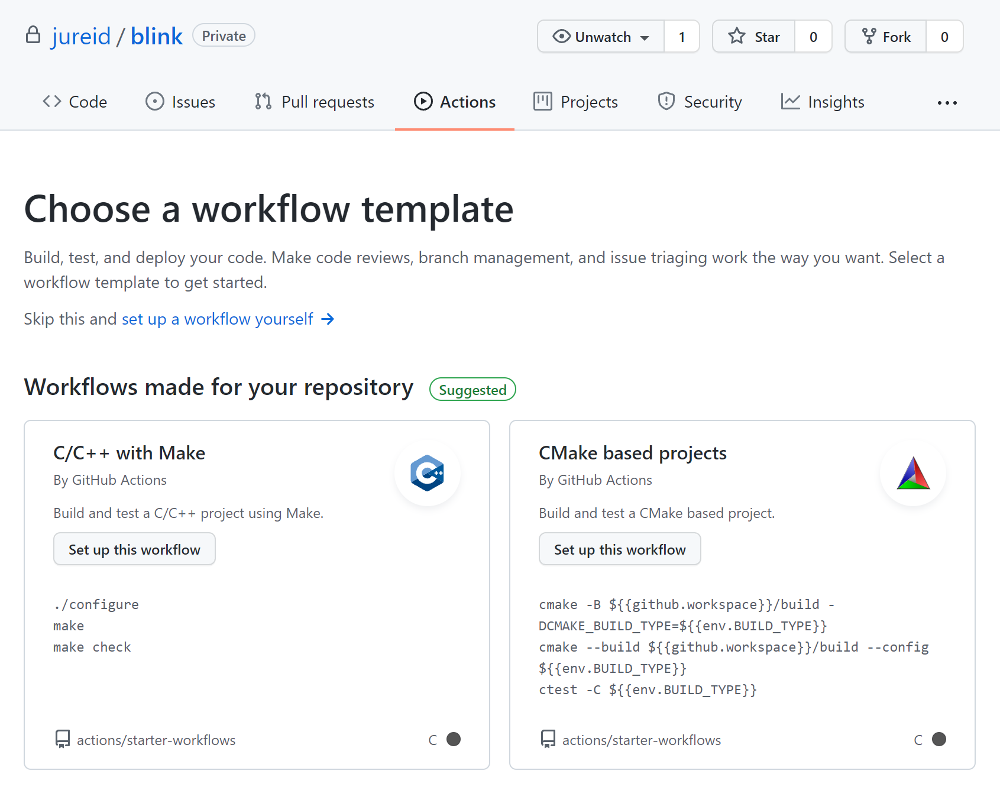 jureid / blink Private Unwatch 1 Star 0 Fork 0
Code Issues Pull requests Actions Projects Security Insights ...
Choose a workflow template
Build, test, and deploy your code. Make code reviews, branch management, and issue triaging work the way you want. Select a
workflow template to get started.
Skip this and set up a workflow yourself →
Workflows made for your repository Suggested
C/C++ with Make
By GitHub Actions
C++
Build and test a C/C++ project using Make.
Set up this workflow
./configure
make
make check
actions/starter-workflows C
CMake based projects
By GitHub Actions
Build and test a CMake based project.
Set up this workflow
cmake -B ${{github.workspace}}/build -
DCMAKE_BUILD_TYPE=${{env.BUILD_TYPE}}
cmake --build ${{github.workspace}}/build --config
${{env.BUILD_TYPE}}
ctest -C ${{env.BUILD_TYPE}}
actions/starter-workflows C